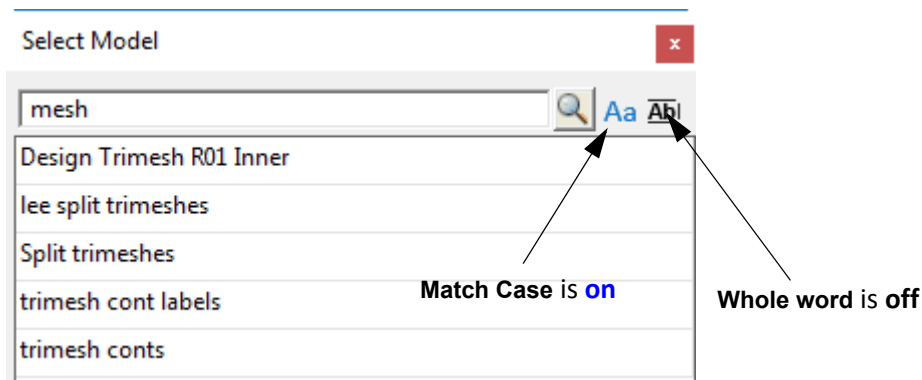 Select Model
x
mesh
Aa Abl
Design Trimesh R01 Inner
lee split trimeshes
Split trimeshes
trimesh cont labels
trimesh conts
Match Case is on
Whole word is off